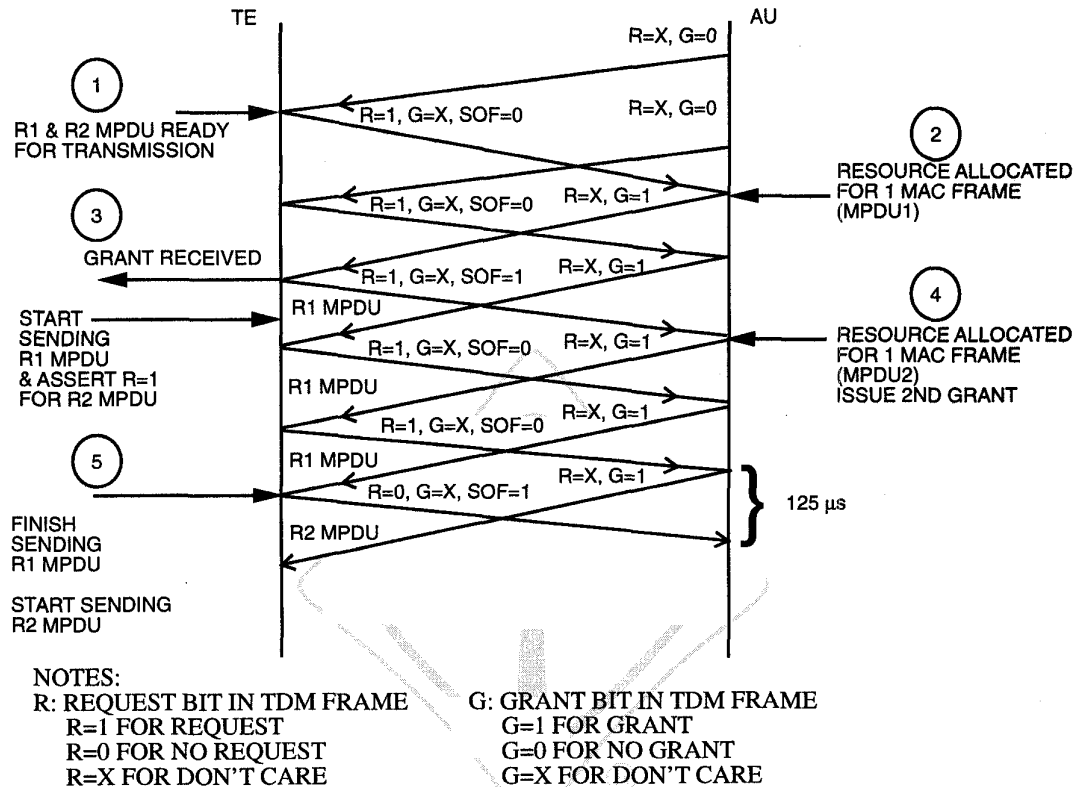 TE
AU
R=X, G=0
1
R=1, G=X, SOF=0
R=X, G=0
R1 & R2 MPDU READY
FOR TRANSMISSION
2
RESOURCE ALLOCATED
FOR 1 MAC FRAME
(MPDU1)
R=1, G=X, SOF=0
R=X, G=1
3
GRANT RECEIVED
R=1, G=X, SOF=1
R=X, G=1
4
R1 MPDU
START
SENDING
R1 MPDU
& ASSERT R=1
FOR R2 MPDU
RESOURCE ALLOCATED
FOR 1 MAC FRAME
(MPDU2)
ISSUE 2ND GRANT
R=1, G=X, SOF=0
R=X, G=1
R1 MPDU
R=1, G=X, SOF=0
R=X, G=1
5
R1 MPDU
R=0, G=X, SOF=1
R=X, G=1
125 µs
R2 MPDU
FINISH
SENDING
R1 MPDU
START SENDING
R2 MPDU
NOTES:
R: REQUEST BIT IN TDM FRAME
R=1 FOR REQUEST
R=0 FOR NO REQUEST
R=X FOR DON'T CARE
G: GRANT BIT IN TDM FRAME
G=1 FOR GRANT
G=0 FOR NO GRANT
G=X FOR DON'T CARE